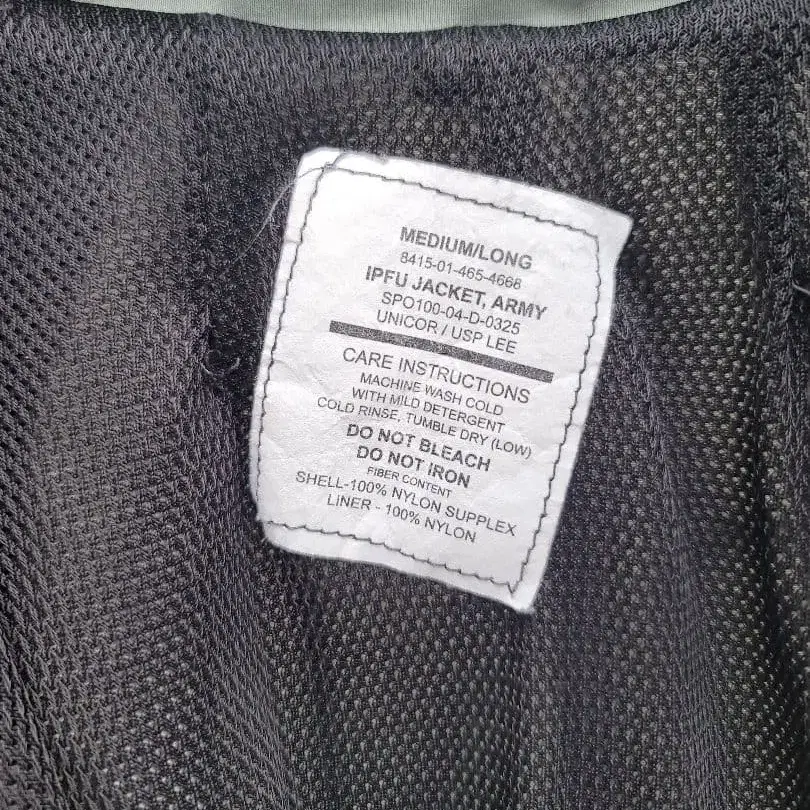 MEDIUM/LONG
8415-01-465-4668
IPFU JACKET, ARMY
SPO100-04-D-0325
UNICOR / USP LEE
CARE INSTRUCTIONS
MACHINE WASH COLD
WITH MILD DETERGENT
COLD RINSE, TUMBLE DRY (LOW)
DO NOT BLEACH
DO NOT IRON
FIBER CONTENT
SHELL-100% NYLON SUPPLEX
LINER - 100% NYLON